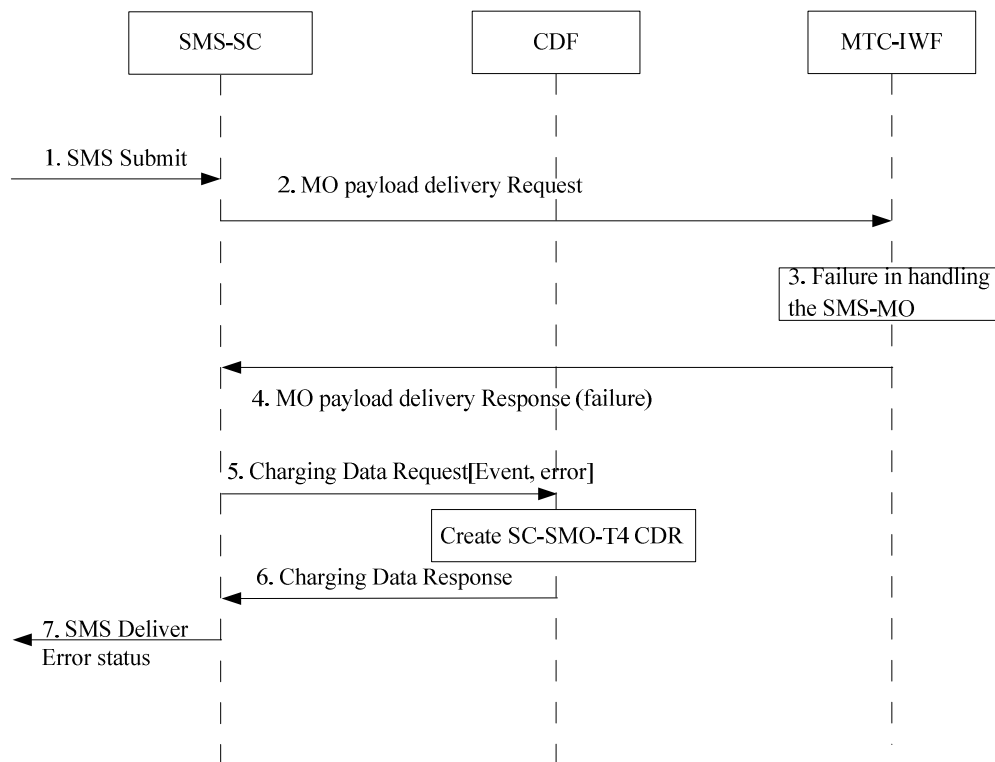 SMS-SC
CDF
MTC-IWF
1. SMS Submit
2. MO payload delivery Request
3. Failure in handling
the SMS-MO
4. MO payload delivery Response (failure)
5. Charging Data Request[Event, error]
Create SC-SMO-T4 CDR
6. Charging Data Response
7. SMS Deliver
Error status